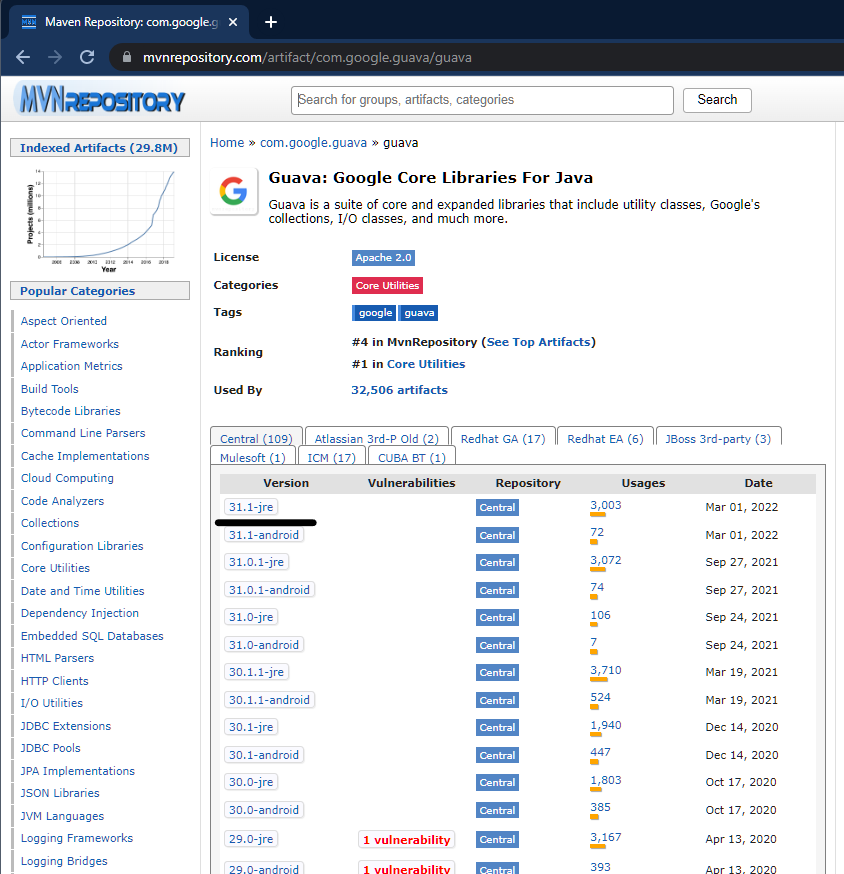 Maven Repository: com.google.g
mvnrepository.com/artifact/com.google.guava/guava
MVNREPOSITORY
Search for groups, artifacts, categories
Search
Indexed Artifacts (29.8M)
Projects (millions)
Year
Popular Categories
Aspect Oriented
Actor Frameworks
Application Metrics
Build Tools
Bytecode Libraries
Command Line Parsers
Cache Implementations
Cloud Computing
Code Analyzers
Collections
Configuration Libraries
Core Utilities
Date and Time Utilities
Dependency Injection
Embedded SQL Databases
HTML Parsers
HTTP Clients
I/O Utilities
JDBC Extensions
JDBC Pools
JPA Implementations
JSON Libraries
JVM Languages
Logging Frameworks
Logging Bridges
Home » com.google.guava » guava
Guava: Google Core Libraries For Java
Guava is a suite of core and expanded libraries that include utility classes, Google's
collections, I/O classes, and much more.
License Apache 2.0
Categories Core Utilities
Tags google guava
Ranking #4 in MvnRepository (See Top Artifacts)
#1 in Core Utilities
Used By 32,506 artifacts
Central (109) Atlassian 3rd-P Old (2) Redhat GA (17) Redhat EA (6) JBoss 3rd-party (3)
Mulesoft (1) ICM (17) CUBA BT (1)
Version Vulnerabilities Repository Usages Date
31.1-jre Central 3,003 Mar 01, 2022
31.1-android Central 72 Mar 01, 2022
31.0.1-jre Central 3,072 Sep 27, 2021
31.0.1-android Central 74 Sep 27, 2021
31.0-jre Central 106 Sep 24, 2021
31.0-android Central 7 Sep 24, 2021
30.1.1-jre Central 3,710 Mar 19, 2021
30.1.1-android Central 524 Mar 19, 2021
30.1-jre Central 1,940 Dec 14, 2020
30.1-android Central 447 Dec 14, 2020
30.0-jre Central 1,803 Oct 17, 2020
30.0-android Central 385 Oct 17, 2020
29.0-jre 1 vulnerability Central 3,167 Apr 13, 2020
29.0-android 1 vulnerability Central 393 Apr 13, 2020